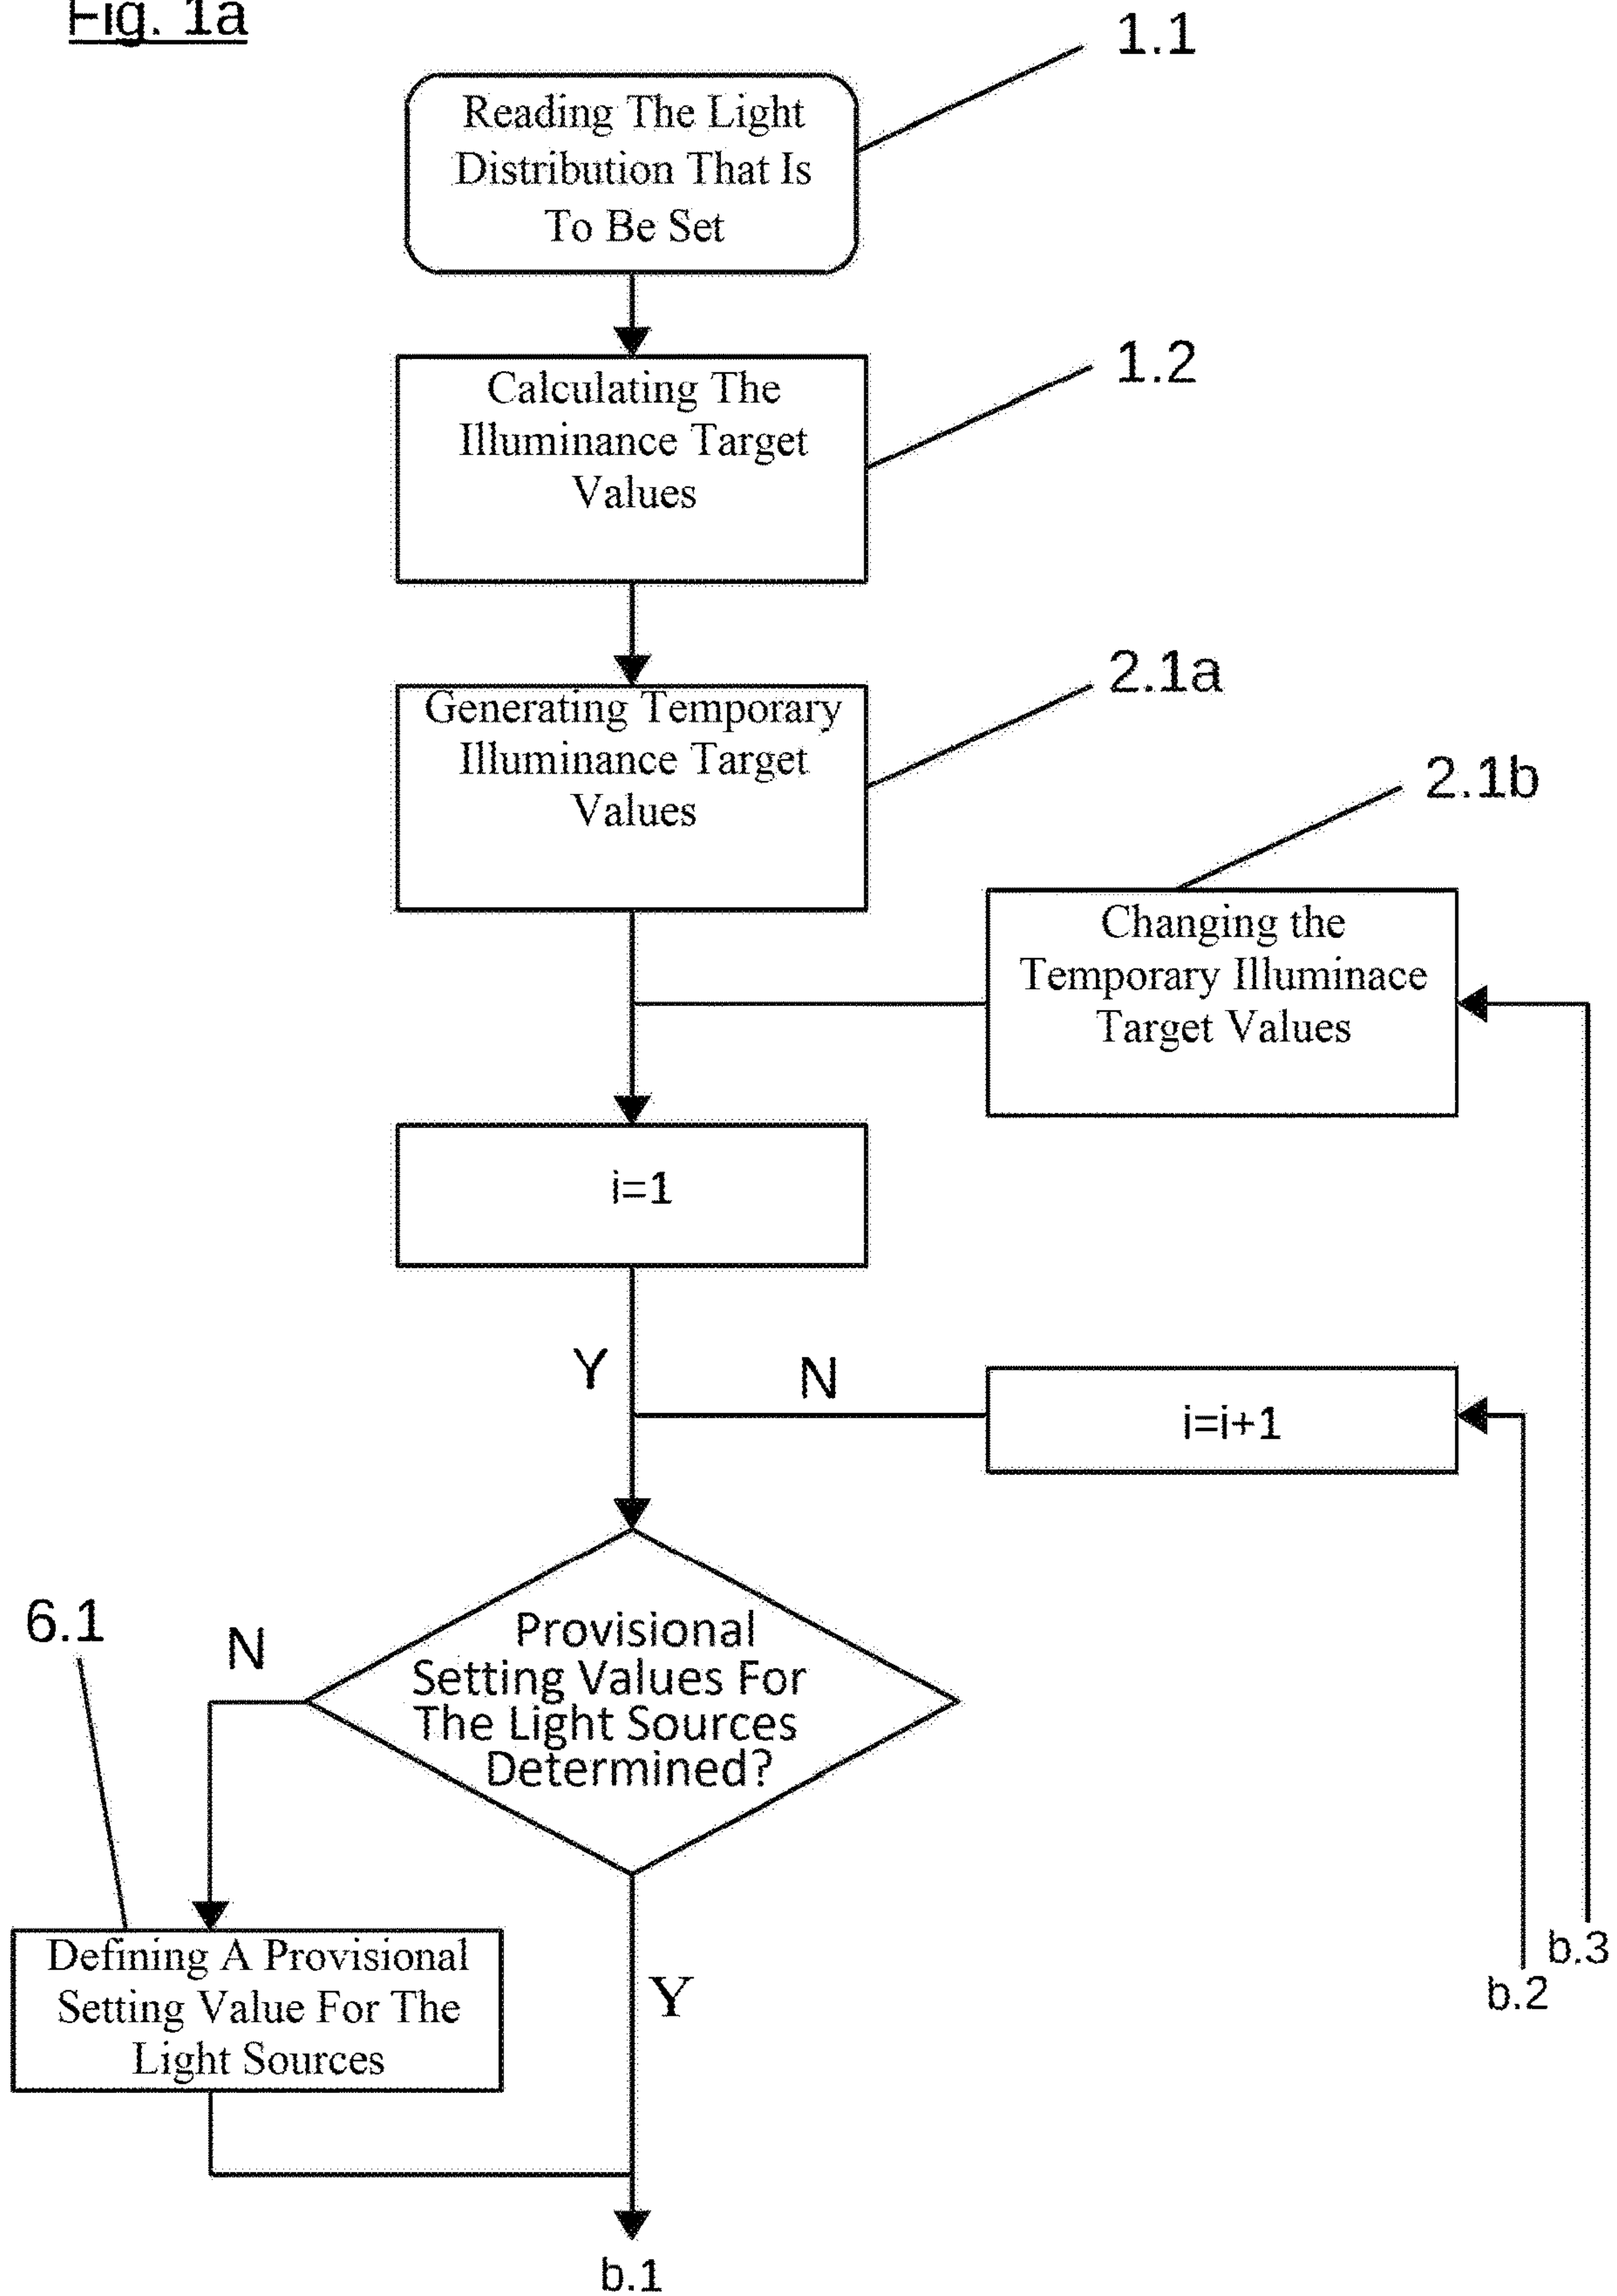 Fig. 1a
1.1
Reading The Light
Distribution That Is
To Be Set
1.2
Calculating The
Illuminance Target
Values
2.1a
Generating Temporary
Illuminance Target
Values
2.1b
Changing the
Temporary Illuminace
Target Values
i=1
Y
N
i=i+1
6.1
N
Provisional
Setting Values For
The Light Sources
Determined?
Defining A Provisional
Setting Value For The
Light Sources
Y
b.3
b.2
b.1